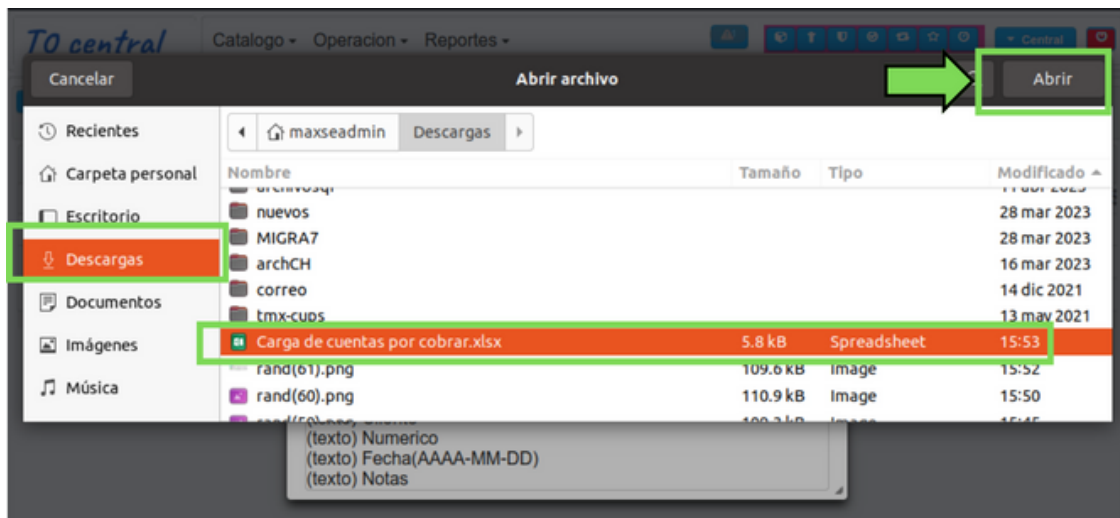 TO central Catalogo Operacion Reportes Central
Cancelar Abrir archivo Abrir
Recientes
Carpeta personal
Escritorio
Descargas
Documentos
Imágenes
Música
maxseadmin Descargas
Nombre Tamaño Tipo Modificado
nuevos 28 mar 2023
MIGRA7 28 mar 2023
archCH 16 mar 2023
correo 14 dic 2021
tmx-cups 13 may 2021
Carga de cuentas por cobrar.xlsx 5.8 kB Spreadsheet 15:53
rand(61).png 109.6 kB Image 15:52
rand(60).png 110.9 kB Image 15:50
(texto) Numerico
(texto) Fecha(AAAA-MM-DD)
(texto) Notas